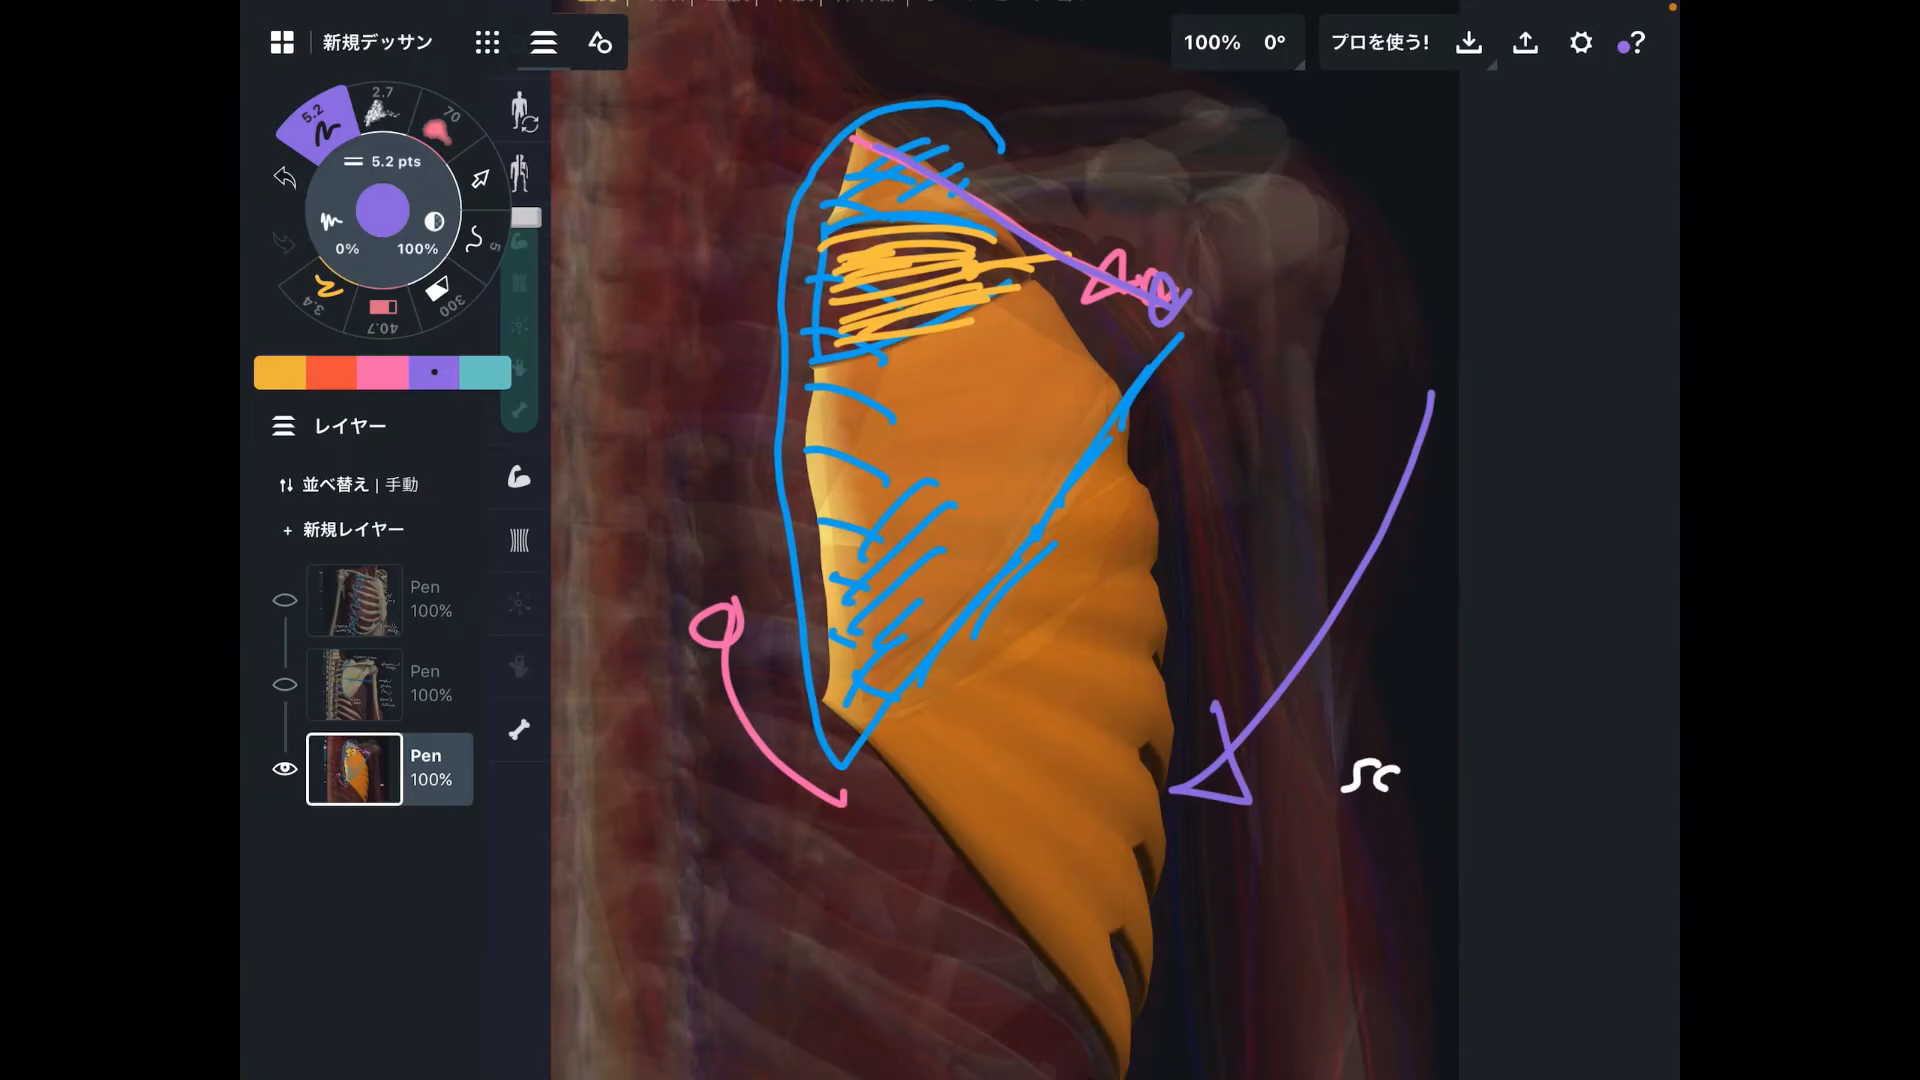 新規デッサン
100% 0° プロを使う! ?
5.2
2.7
70
5
300
40.7
3.4
5.2 pts
0% 100%
レイヤー
並べ替え | 手動
+ 新規レイヤー
Pen
100%
Pen
100%
Pen
100%
sc